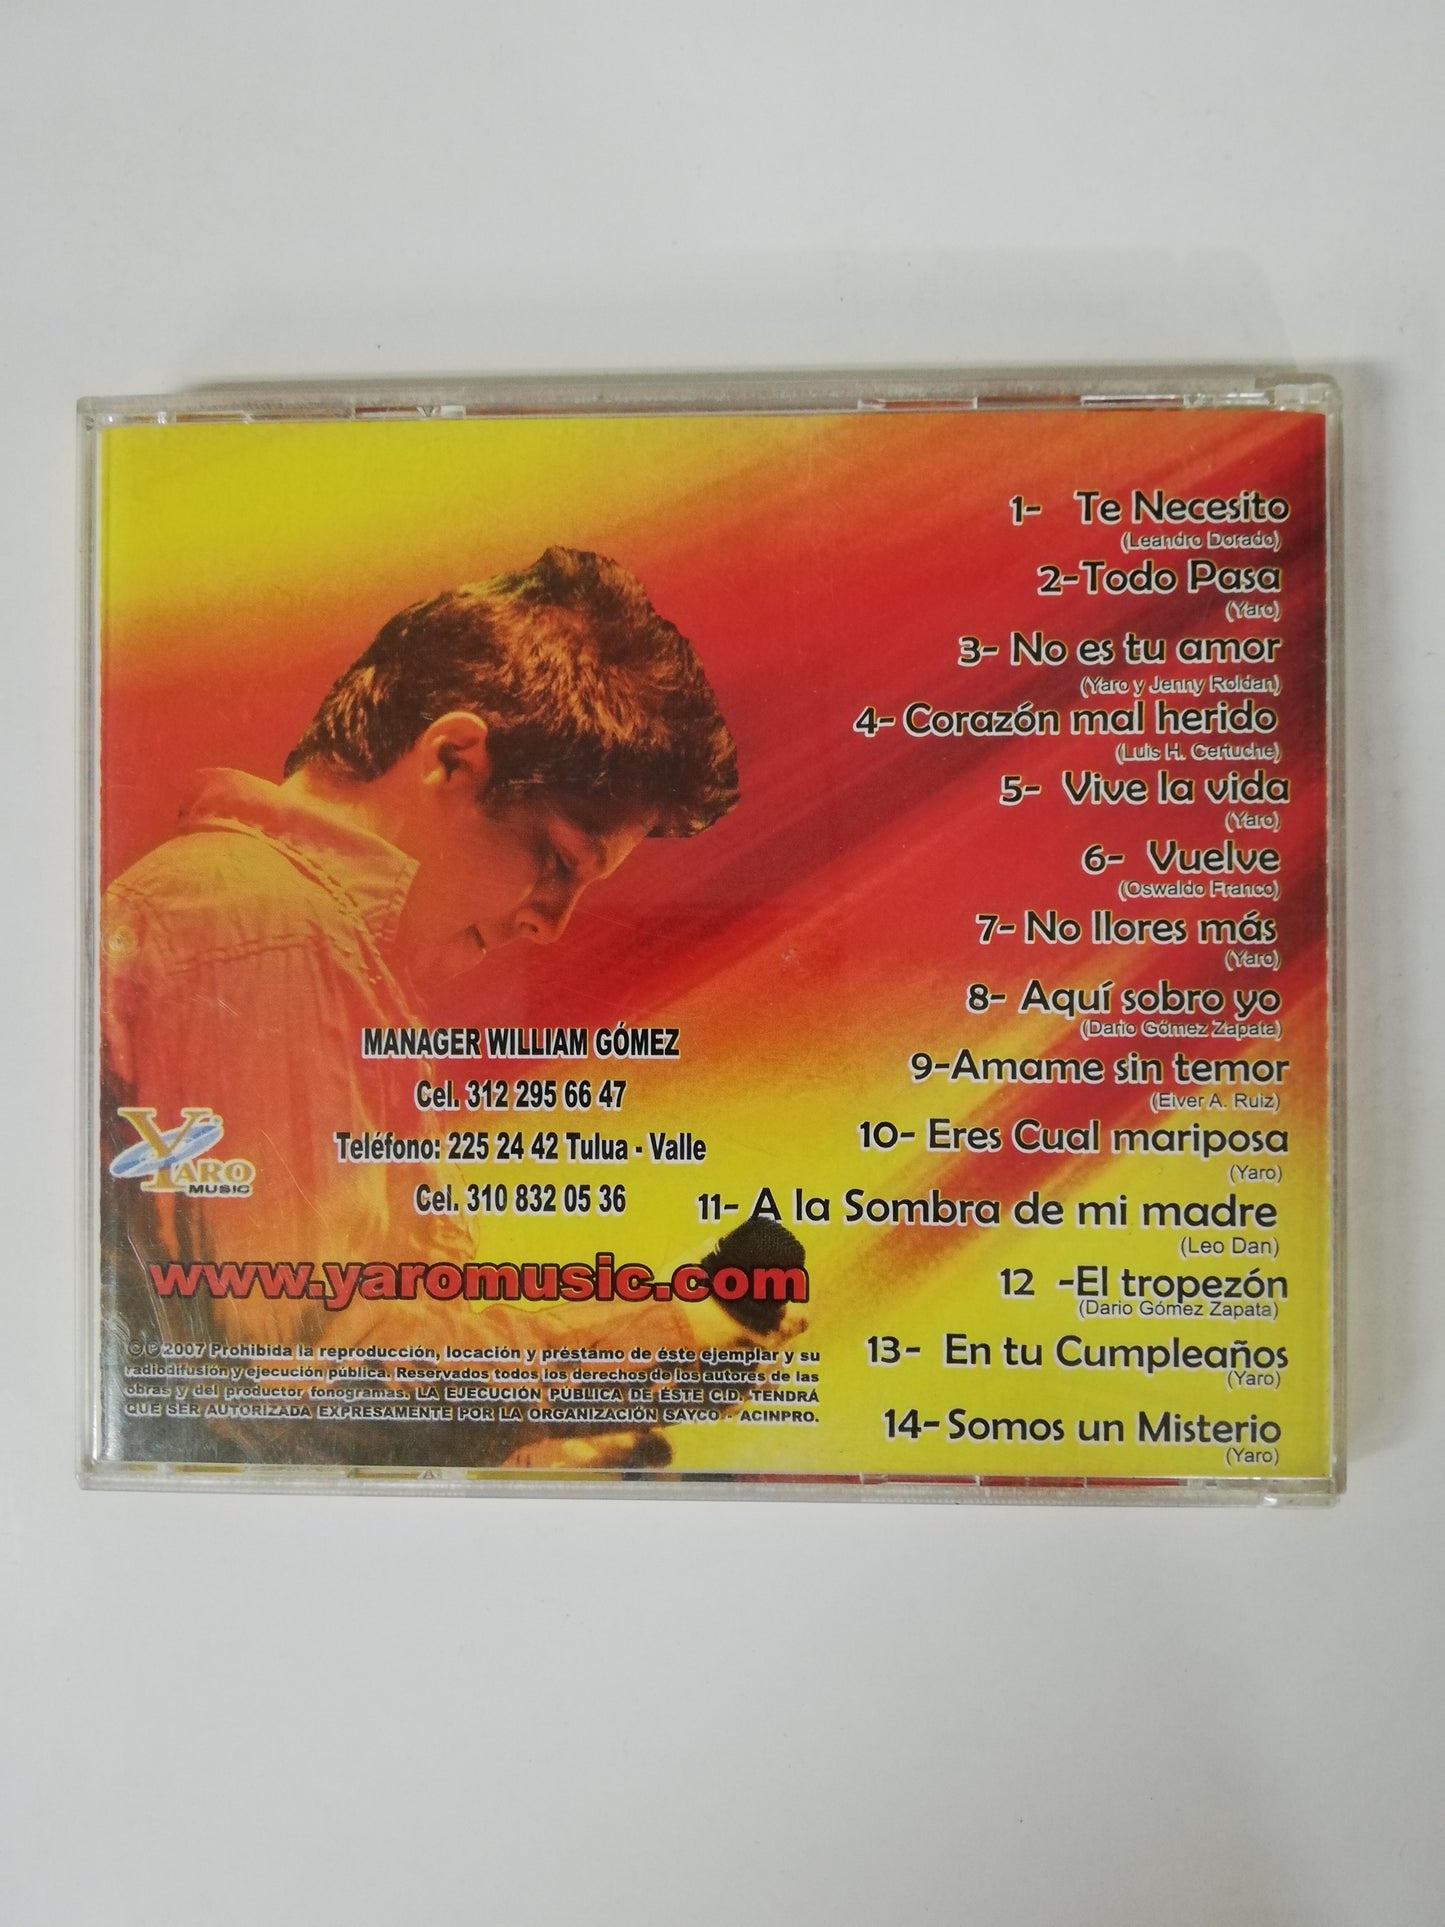 1- Te Necesito
(Leandro Dorado)
2-Todo Pasa
(Yaro)
3- No es tu amor
(Yaro y Jenny Roldan)
4- Corazón mal herido
(Luis H. Certuche)
5- Vive la vida
(Yaro)
6- Vuelve
(Oswaldo Franco)
7- No llores más
(Yaro)
8- Aquí sobro yo
(Dario Gómez Zapata)
9-Amame sin temor
(Eiver A. Ruiz)
10- Eres Cual mariposa
(Yaro)
11- A la Sombra de mi madre
(Leo Dan)
12 -El tropezón
(Dario Gómez Zapata)
13- En tu Cumpleaños
(Yaro)
14- Somos un Misterio
(Yaro)
MANAGER WILLIAM GÓMEZ
Cel. 312 295 66 47
Teléfono: 225 24 42 Tulua - Valle
Cel. 310 832 05 36
YARO
MUSIC
www.yaromusic.com
©℗ 2007 Prohibida la reproducción, locación y préstamo de éste ejemplar y su
radiodifusión y ejecución pública. Reservados todos los derechos de los autores de las
obras y del productor fonogramas. LA EJECUCIÓN PÚBLICA DE ÉSTE C.D. TENDRÁ
QUE SER AUTORIZADA EXPRESAMENTE POR LA ORGANIZACIÓN SAYCO - ACINPRO.